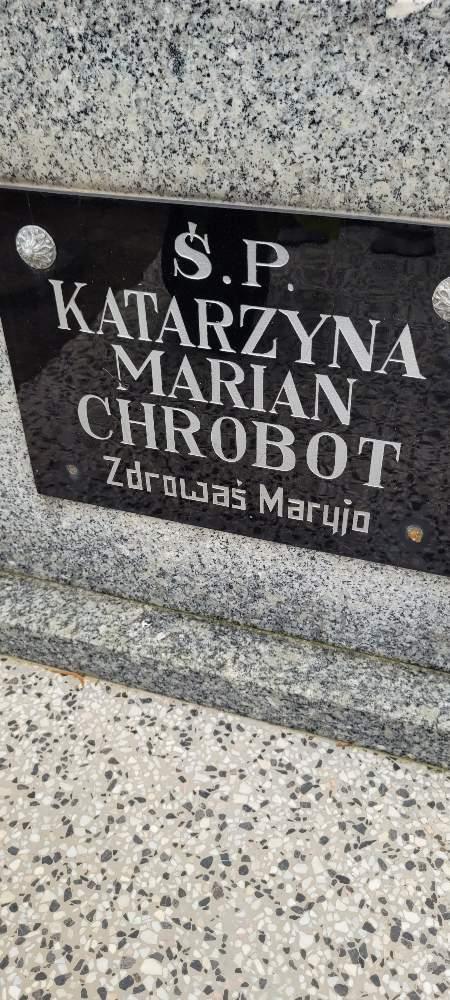 Ś.P.
KATARZYNA
MARIAN
CHROBOT
Zdrowaś Maryjo